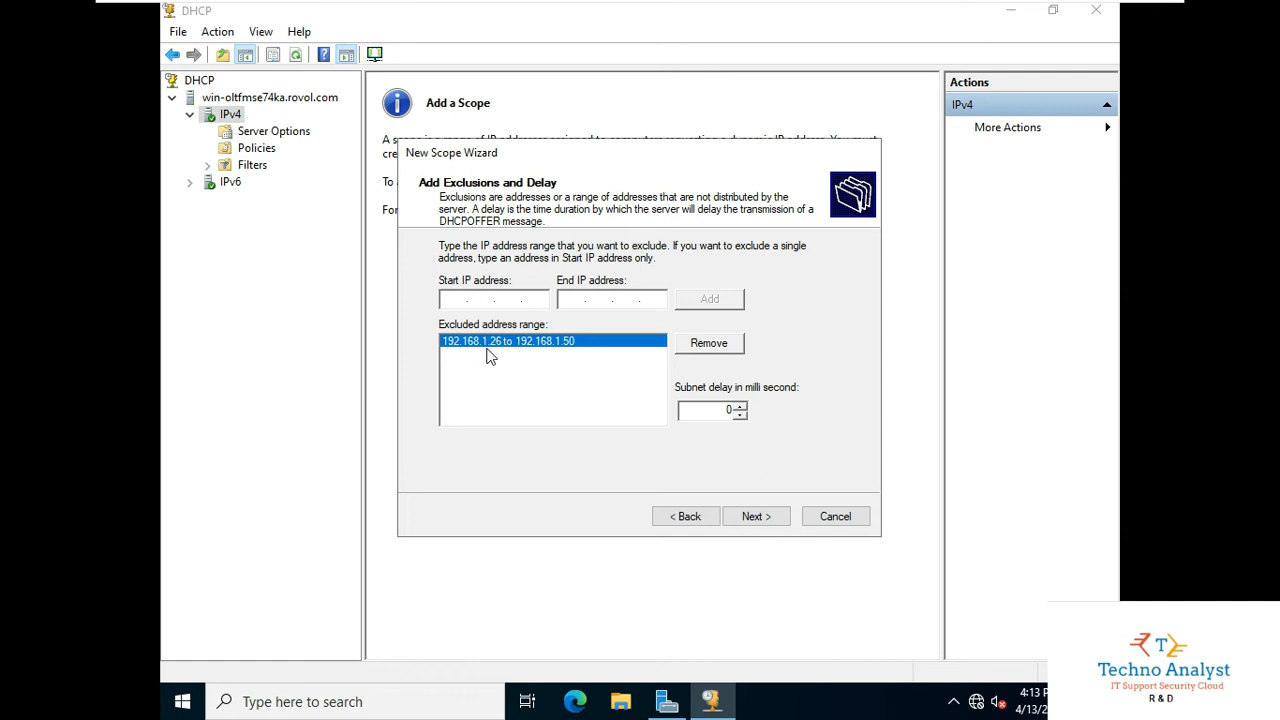 DHCP
File Action View Help
DHCP
win-oltfmse74ka.rovol.com
IPv4
Server Options
Policies
Filters
IPv6
Add a Scope
New Scope Wizard
Add Exclusions and Delay
Exclusions are addresses or a range of addresses that are not distributed by the
server. A delay is the time duration by which the server will delay the transmission of a
DHCPOFFER message.
Type the IP address range that you want to exclude. If you want to exclude a single
address, type an address in Start IP address only.
Start IP address: End IP address:
Add
Excluded address range:
192.168.1.26 to 192.168.1.50
Remove
Subnet delay in milli second:
0
< Back Next > Cancel
Actions
IPv4
More Actions
Type here to search
4:13 P
4/13/2
Techno Analyst
IT Support Security Cloud
R & D